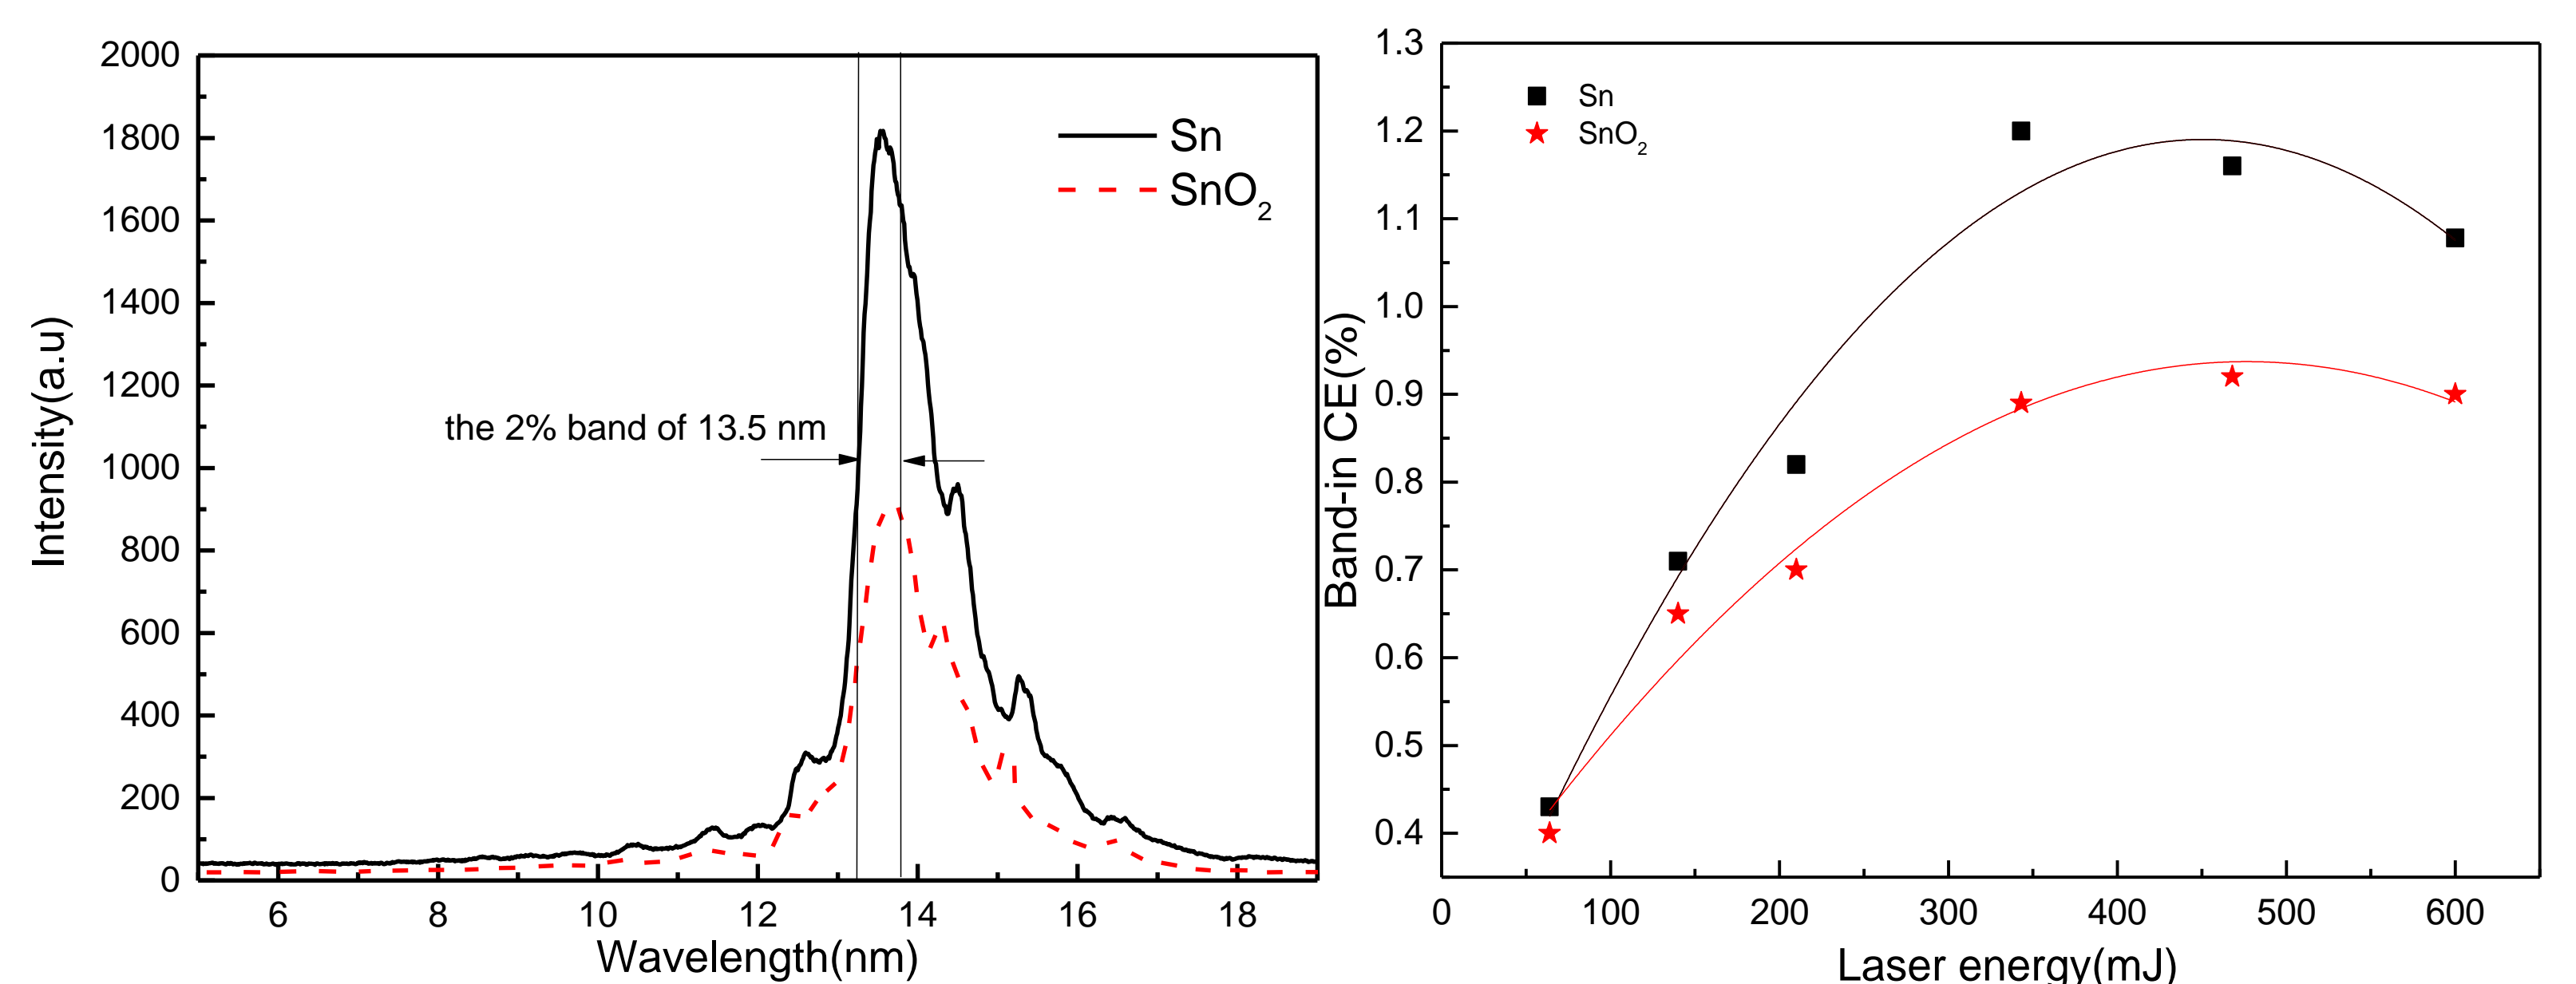 2000
1800
1600
1400
1200
1000
800
600
400
200
0
Intensity(a.u)
Sn
SnO2
the 2% band of 13.5 nm
6 8 10 12 14 16 18
Wavelength(nm)
1.3
1.2
1.1
1.0
0.9
0.8
0.7
0.6
0.5
0.4
Band-in CE(%)
Sn
SnO2
0 100 200 300 400 500 600
Laser energy(mJ)